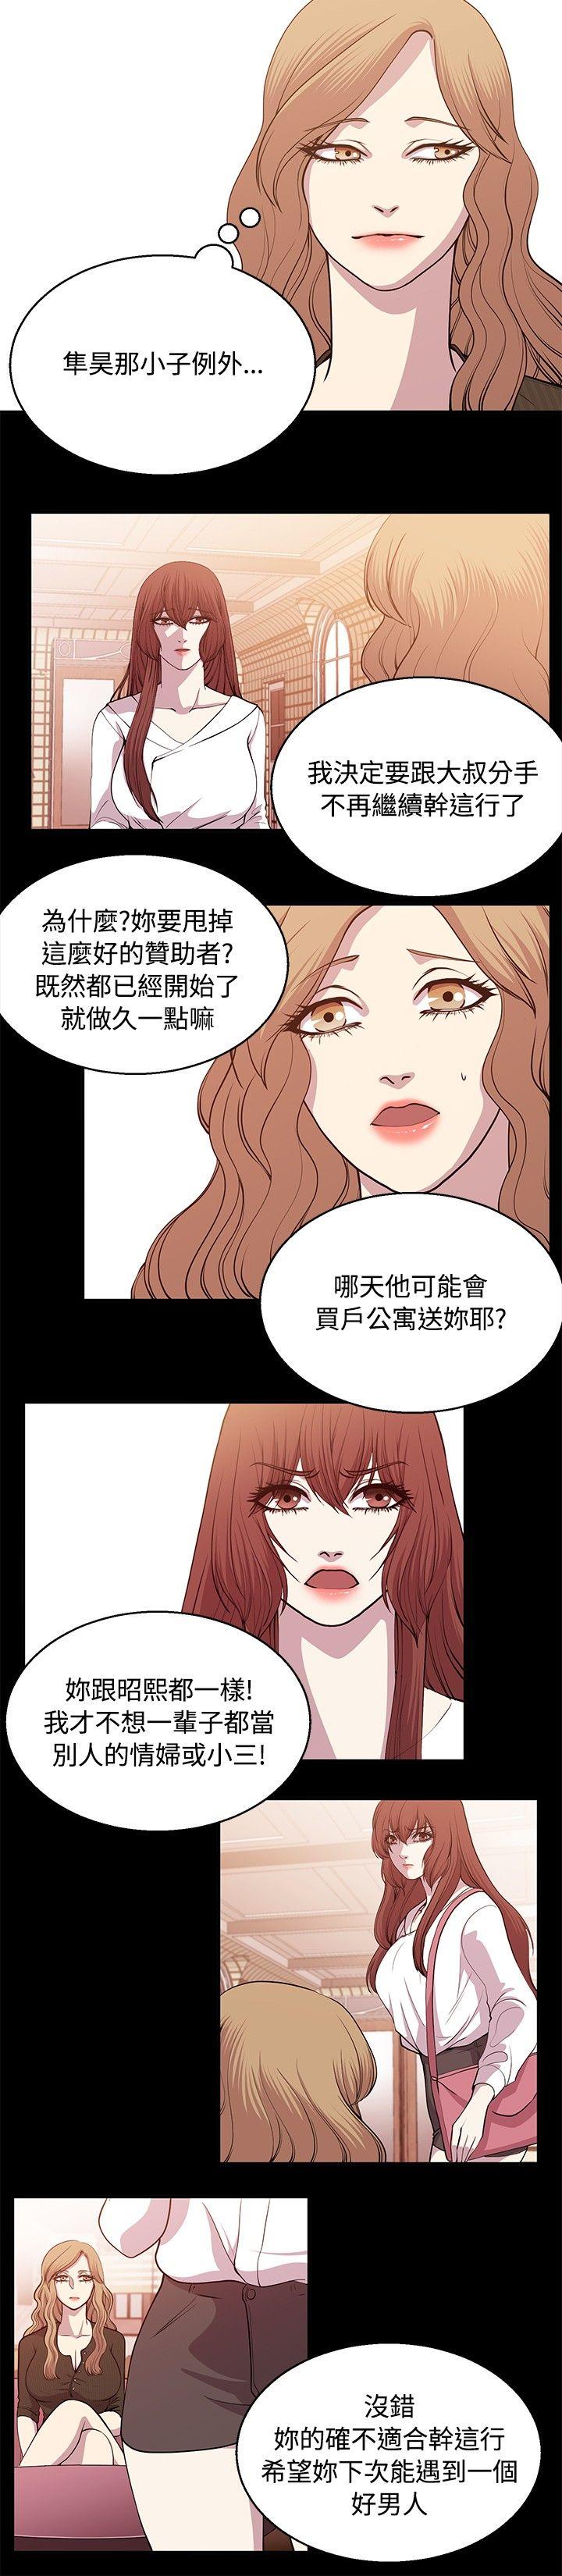 隼昊那小子例外...
我決定要跟大叔分手
不再繼續幹這行了
為什麼?妳要甩掉
這麼好的贊助者?
既然都已經開始了
就做久一點嘛
哪天他可能會
買戶公寓送妳耶?
妳跟昭熙都一樣!
我才不想一輩子都當
別人的情婦或小三!
沒錯
妳的確不適合幹這行
希望妳下次能遇到一個
好男人